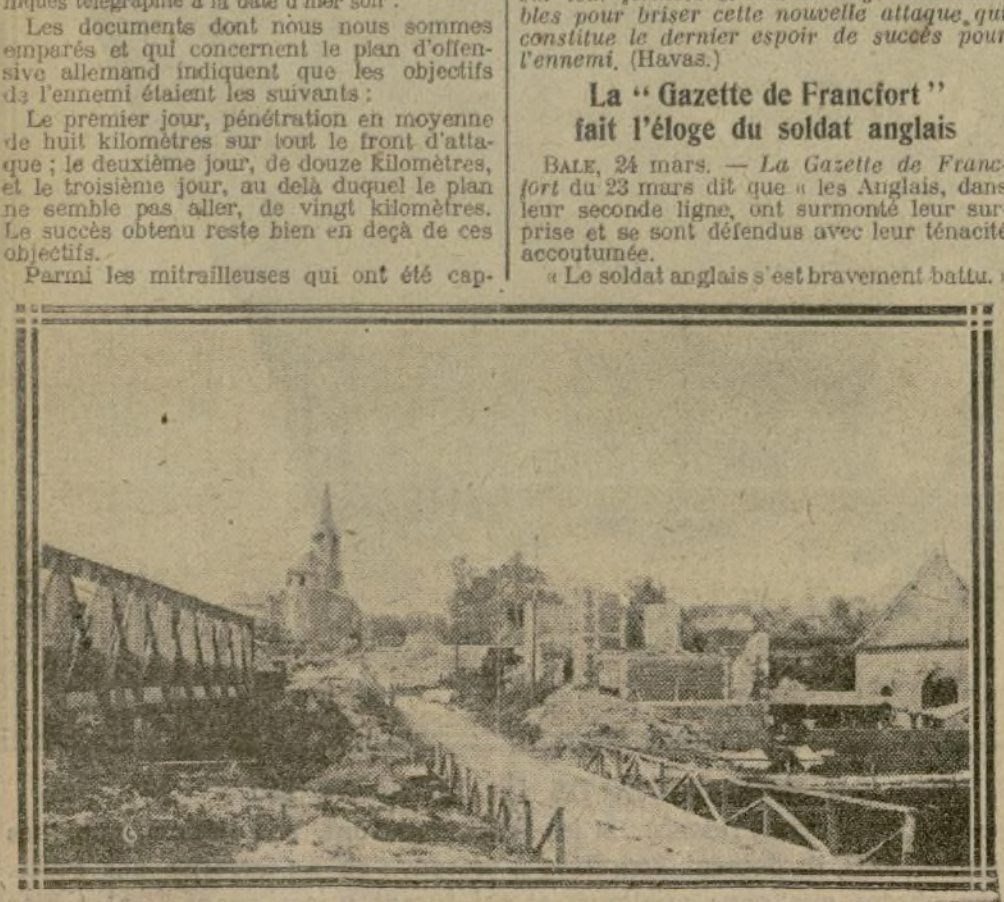 télégraphie à la date d'hier soir :
Les documents dont nous nous sommes
emparés et qui concernent le plan d'offen-
sive allemand indiquent que les objectifs
de l'ennemi étaient les suivants :
Le premier jour, pénétration en moyenne
de huit kilomètres sur tout le front d'atta-
que ; le deuxième jour, de douze kilomètres,
et le troisième jour, au delà duquel le plan
ne semble pas aller, de vingt kilomètres.
Le succès obtenu reste bien en deçà de ces
objectifs.
Parmi les mitrailleuses qui ont été cap-
bles pour briser cette nouvelle attaque qui
constitue le dernier espoir de succès pour
l'ennemi. (Havas.)
La “ Gazette de Francfort ”
fait l'éloge du soldat anglais
BALE, 24 mars. — La Gazette de Franc-
fort du 23 mars dit que « les Anglais, dans
leur seconde ligne, ont surmonté leur sur-
prise et se sont défendus avec leur ténacité
accoutumée.
« Le soldat anglais s'est bravement battu. »